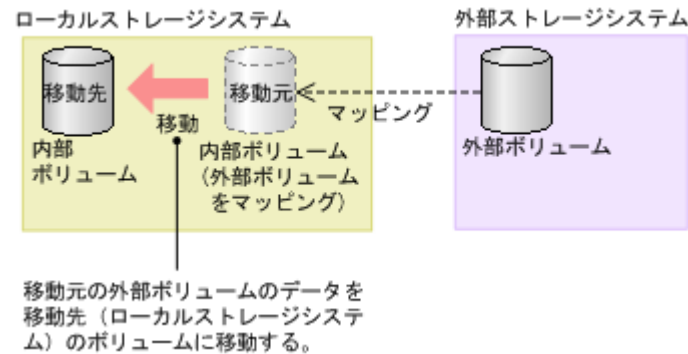 ローカルストレージシステム
外部ストレージシステム
移動先
移動
移動元
マッピング
内部
ボリューム
内部ボリューム
（外部ボリューム
をマッピング）
外部ボリューム
移動元の外部ボリュームのデータを
移動先（ローカルストレージシステ
ム）のボリュームに移動する。